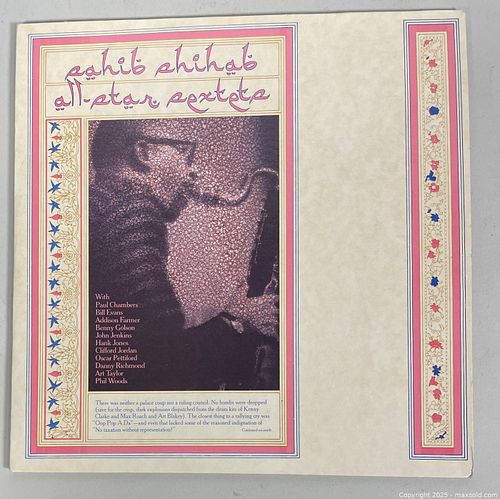 sahib shihab
all-star sextets
With
Paul Chambers
Bill Evans
Addison Farmer
Benny Golson
John Jenkins
Hank Jones
Clifford Jordan
Oscar Pettiford
Danny Richmond
Art Taylor
Phil Woods
There was neither a palace coup nor a ruling council. No bombs were dropped
(save for the crisp, dark explosions dispatched from the drum kits of Kenny
Clarke and Max Roach and Art Blakey). The closest thing to a rallying cry was
"Oop Pop A Da"—and even that lacked some of the reasoned indignation of
"No taxation without representation!"
Continued on inside
Copyright 2025 - maxsold.com